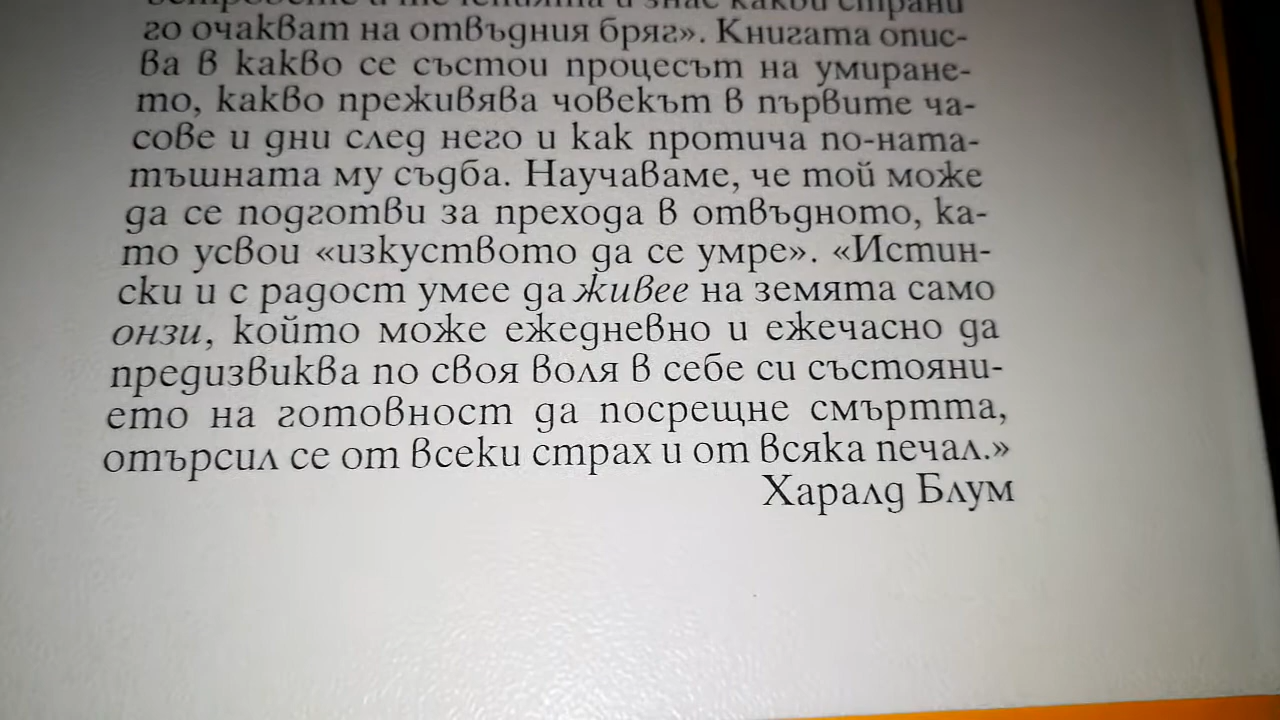 и теченията и знае какви страни
го очакват на отвъдния бряг». Книгата опис-
ва в какво се състои процесът на умиране-
то, какво преживява човекът в първите ча-
сове и дни след него и как протича по-ната-
тъшната му съдба. Научаваме, че той може
да се подготви за прехода в отвъдното, ка-
то усвои «изкуството да се умре». «Истин-
ски и с радост умее да живее на земята само
онзи, който може ежедневно и ежечасно да
предизвиква по своя воля в себе си състояни-
ето на готовност да посрещне смъртта,
отърсил се от всеки страх и от всяка печал.»
Харалд Блум